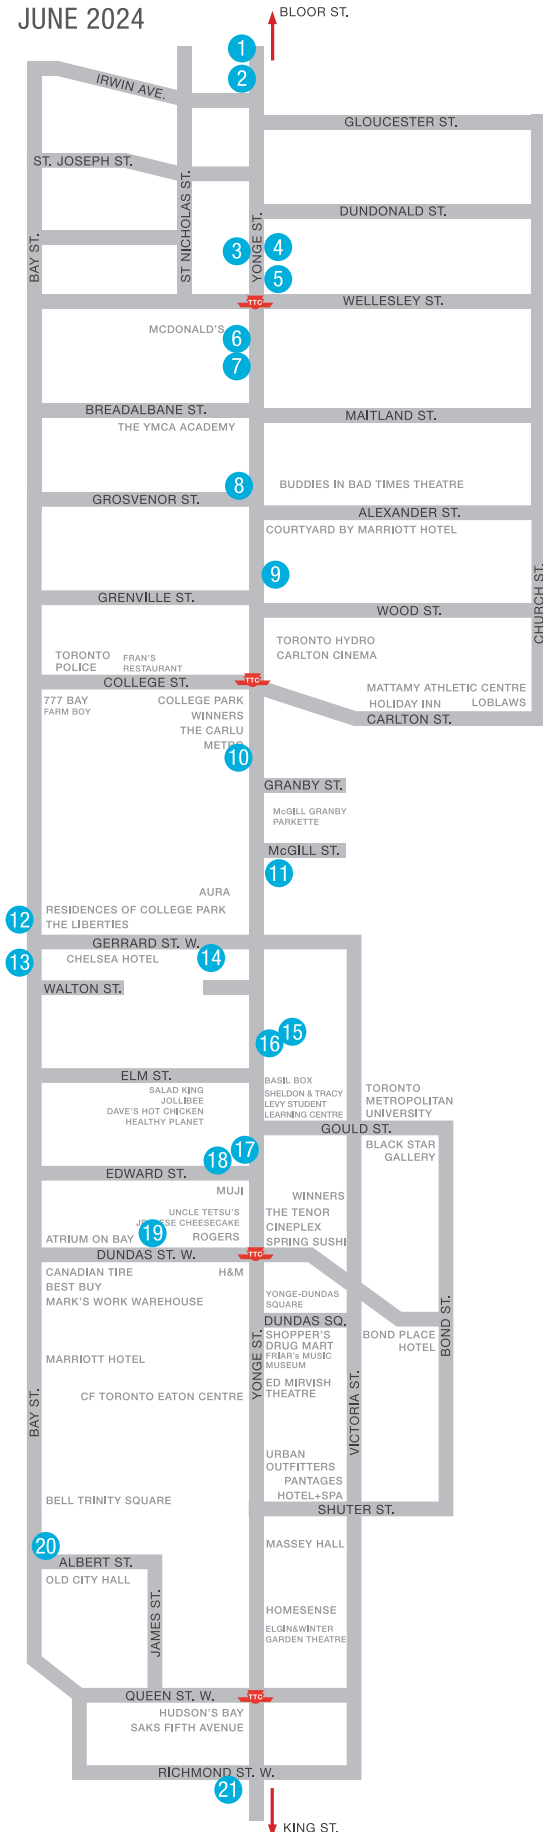 JUNE 2024
BLOOR ST.
1
2
IRWIN AVE.
GLOUCESTER ST.
ST. JOSEPH ST.
DUNDONALD ST.
BAY ST.
ST NICHOLAS ST.
YONGE ST.
3
4
5
TTC
WELLESLEY ST.
MCDONALD'S
6
7
BREADALBANE ST.
MAITLAND ST.
THE YMCA ACADEMY
8
BUDDIES IN BAD TIMES THEATRE
GROSVENOR ST.
ALEXANDER ST.
COURTYARD BY MARRIOTT HOTEL
9
CHURCH ST.
GRENVILLE ST.
WOOD ST.
TORONTO HYDRO
CARLTON CINEMA
TORONTO
POLICE
FRAN'S
RESTAURANT
COLLEGE ST.
TTC
MATTAMY ATHLETIC CENTRE
HOLIDAY INN
LOBLAWS
CARLTON ST.
777 BAY
FARM BOY
COLLEGE PARK
WINNERS
THE CARLU
METRO
10
GRANBY ST.
McGILL GRANBY
PARKETTE
McGILL ST.
11
AURA
12
RESIDENCES OF COLLEGE PARK
THE LIBERTIES
GERRARD ST. W.
13
CHELSEA HOTEL
14
WALTON ST.
15
16
ELM ST.
SALAD KING
JOLLIBEE
DAVE'S HOT CHICKEN
HEALTHY PLANET
BASIL BOX
SHELDON & TRACY
LEVY STUDENT
LEARNING CENTRE
TORONTO
METROPOLITAN
UNIVERSITY
GOULD ST.
BLACK STAR
GALLERY
17
18
EDWARD ST.
MUJI
WINNERS
UNCLE TETSU'S
CHEESECAKE
19
ATRIUM ON BAY
ROGERS
THE TENOR
CINEPLEX
SPRING SUSHI
DUNDAS ST. W.
TTC
CANADIAN TIRE
BEST BUY
MARK'S WORK WAREHOUSE
H&M
YONGE-DUNDAS
SQUARE
DUNDAS SQ.
SHOPPER'S
DRUG MART
FRIAR's MUSIC
MUSEUM
ED MIRVISH
THEATRE
BOND PLACE
HOTEL
BOND ST.
MARRIOTT HOTEL
CF TORONTO EATON CENTRE
YONGE ST.
VICTORIA ST.
BAY ST.
URBAN
OUTFITTERS
PANTAGES
HOTEL+SPA
BELL TRINITY SQUARE
SHUTER ST.
20
MASSEY HALL
ALBERT ST.
OLD CITY HALL
JAMES ST.
HOMESENSE
ELGIN&WINTER
GARDEN THEATRE
QUEEN ST. W.
TTC
HUDSON'S BAY
SAKS FIFTH AVENUE
RICHMOND ST. W.
21
KING ST.